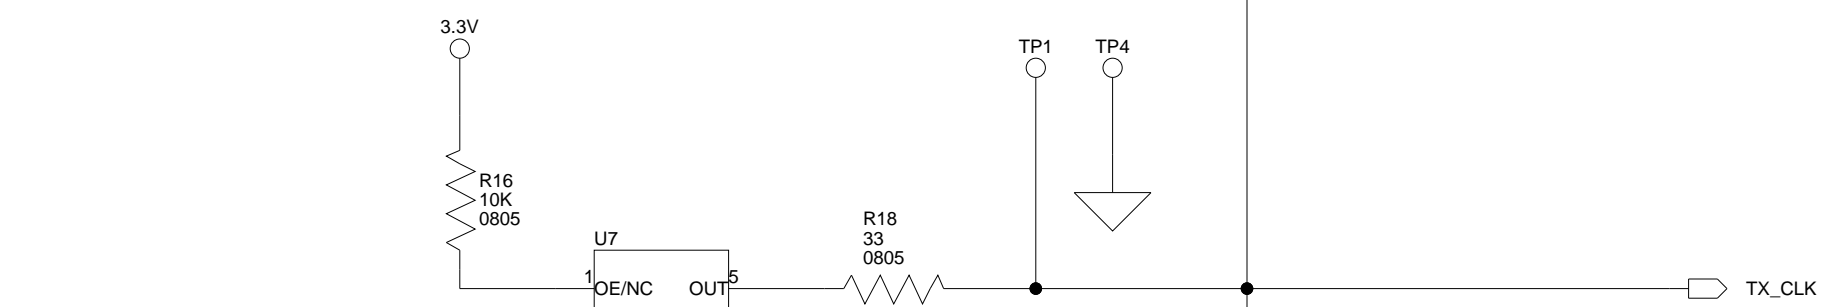 3.3V
TP1
TP4
R16
10K
0805
R18
33
0805
U7
1
OE/NC
OUT
5
TX_CLK